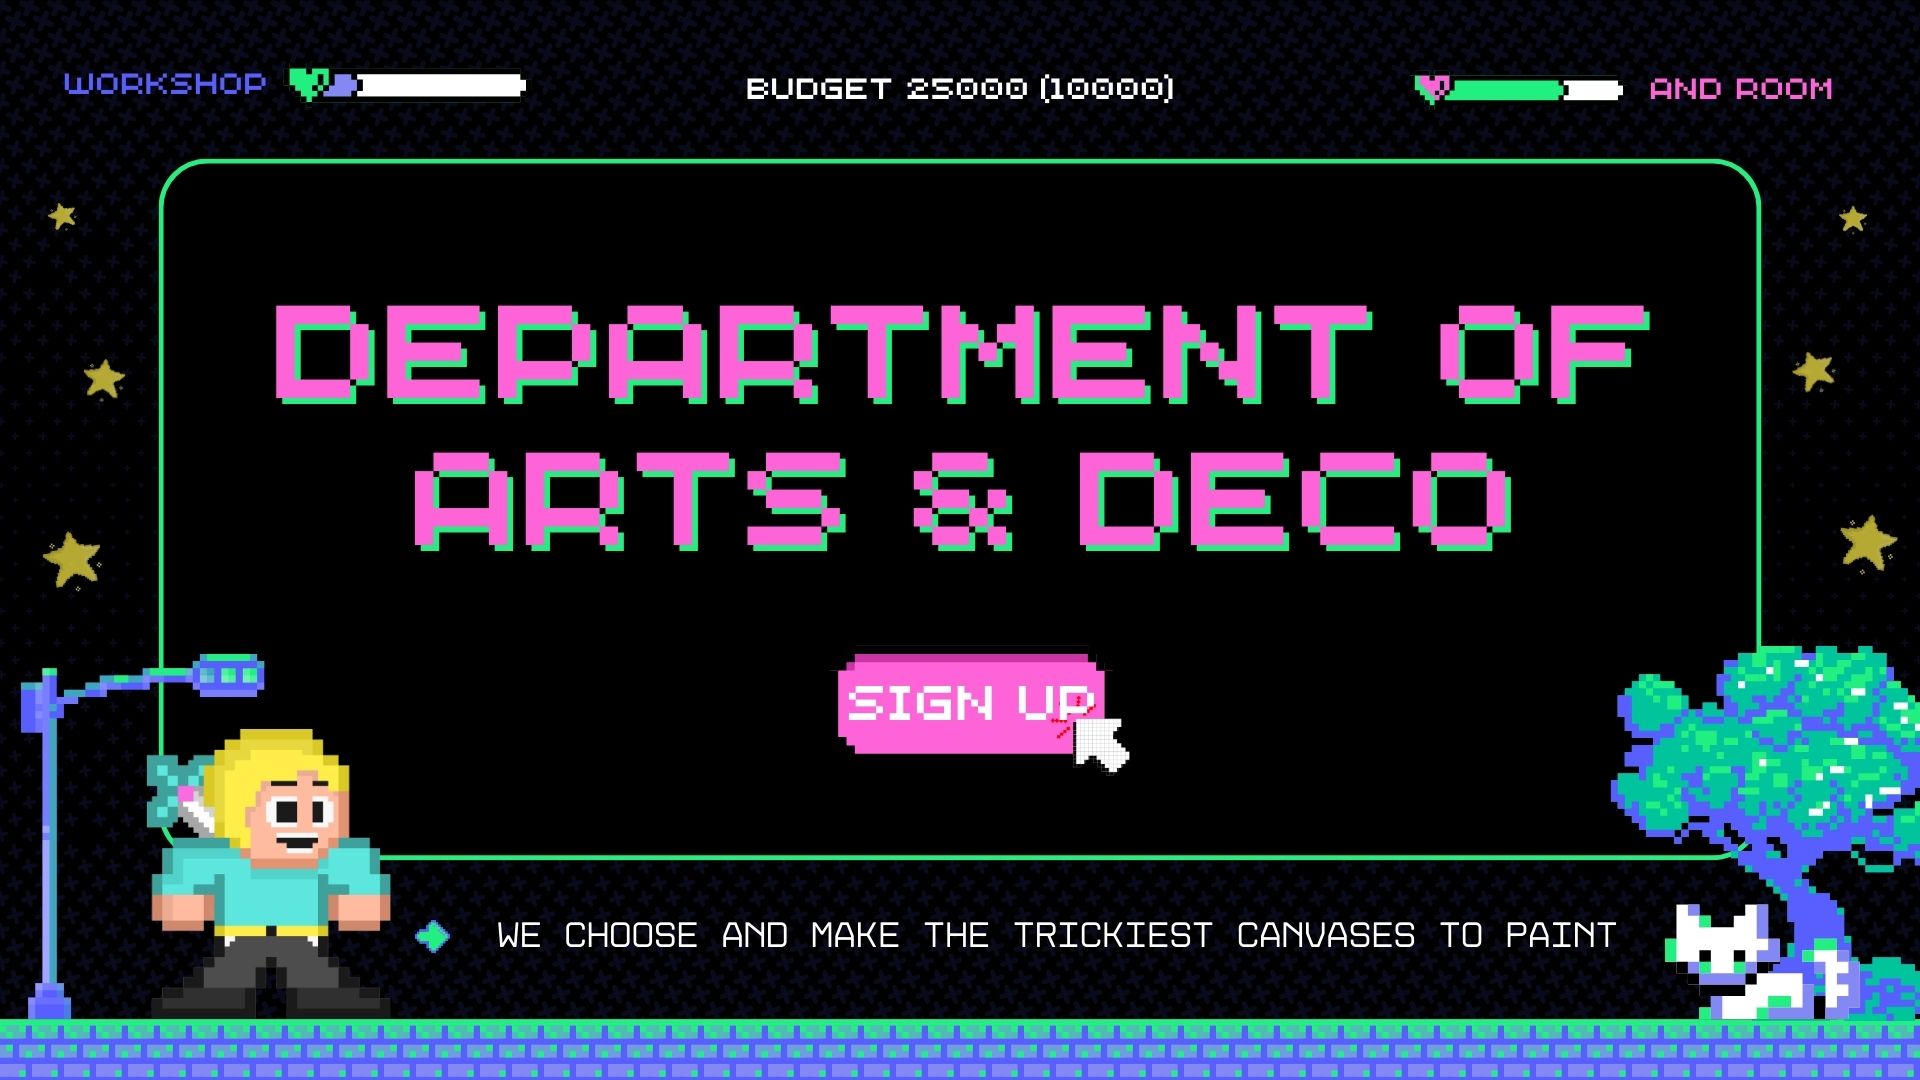 WORKSHOP
BUDGET 25000 (10000)
AND ROOM
DEPARTMENT OF
ARTS & DECO
SIGN UP
WE CHOOSE AND MAKE THE TRICKIEST CANVASES TO PAINT